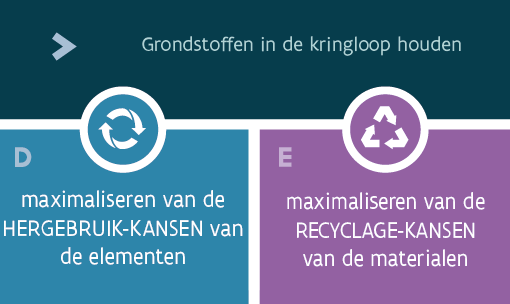 Grondstoffen in de kringloop houden
D
maximaliseren van de
HERGEBRUIK-KANSEN van
de elementen
E
maximaliseren van de
RECYCLAGE-KANSEN
van de materialen